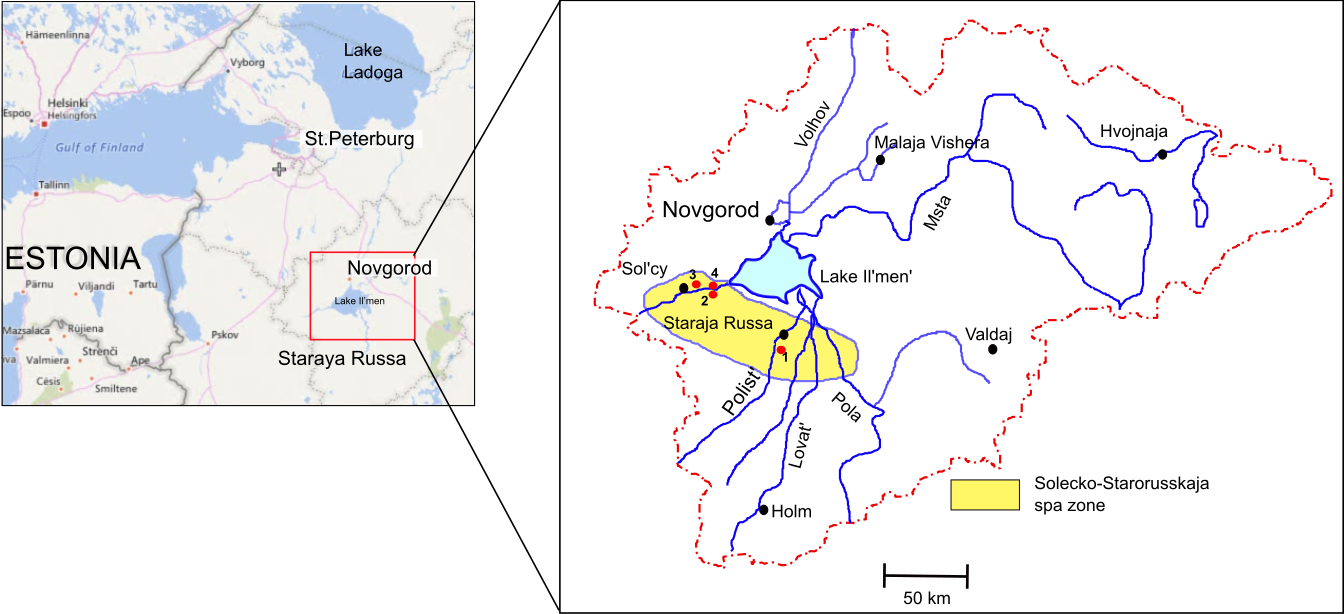 Hämeenlinna
Lake
Ladoga
Vyborg
Helsinki
Helsingfors
Espoo
St.Peterburg
Gulf of Finland
Tallinn
ESTONIA
Novgorod
Pärnu
Viljandi
Tartu
Lake Il'men
Mazsalaca
Rūjiena
Pskov
Strenči
va
Valmiera
Ape
Staraya Russa
Cēsis
Smiltene
Volhov
Malaja Vishera
Hvojnaja
Novgorod
Msta
Sol'cy
3
4
2
Lake Il'men'
Staraja Russa
1
Valdaj
Polist'
Pola
Lovat'
Holm
Solecko-Starorusskaja
spa zone
50 km